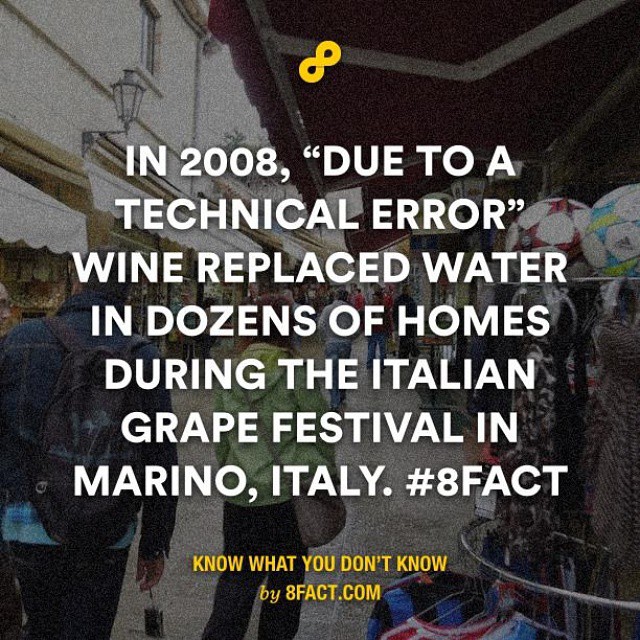 IN 2008, “DUE TO A
TECHNICAL ERROR”
WINE REPLACED WATER
IN DOZENS OF HOMES
DURING THE ITALIAN
GRAPE FESTIVAL IN
MARINO, ITALY. #8FACT
KNOW WHAT YOU DON’T KNOW
by 8FACT.COM